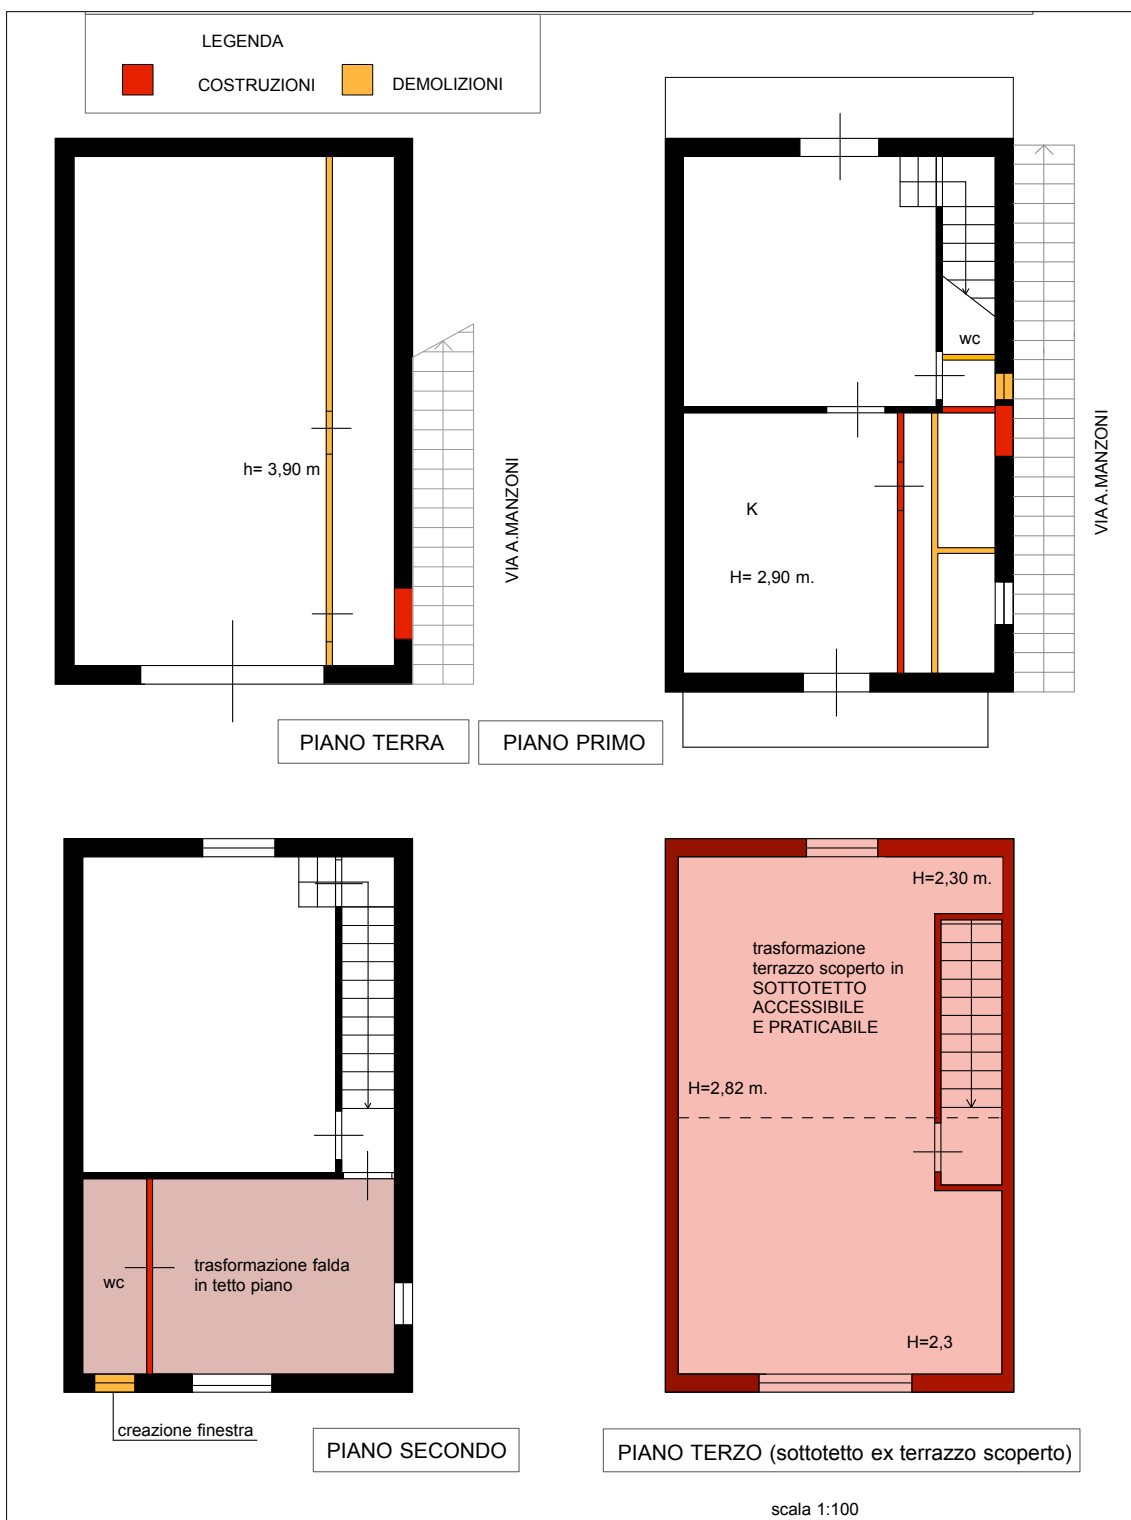 LEGENDA
COSTRUZIONI
DEMOLIZIONI
h= 3,90 m
VIA A.MANZONI
wc
K
H= 2,90 m.
VIA A.MANZONI
PIANO TERRA
PIANO PRIMO
wc
trasformazione falda
in tetto piano
creazione finestra
PIANO SECONDO
H=2,30 m.
trasformazione
terrazzo scoperto in
SOTTOTETTO
ACCESSIBILE
E PRATICABILE
H=2,82 m.
H=2,3
PIANO TERZO (sottotetto ex terrazzo scoperto)
scala 1:100